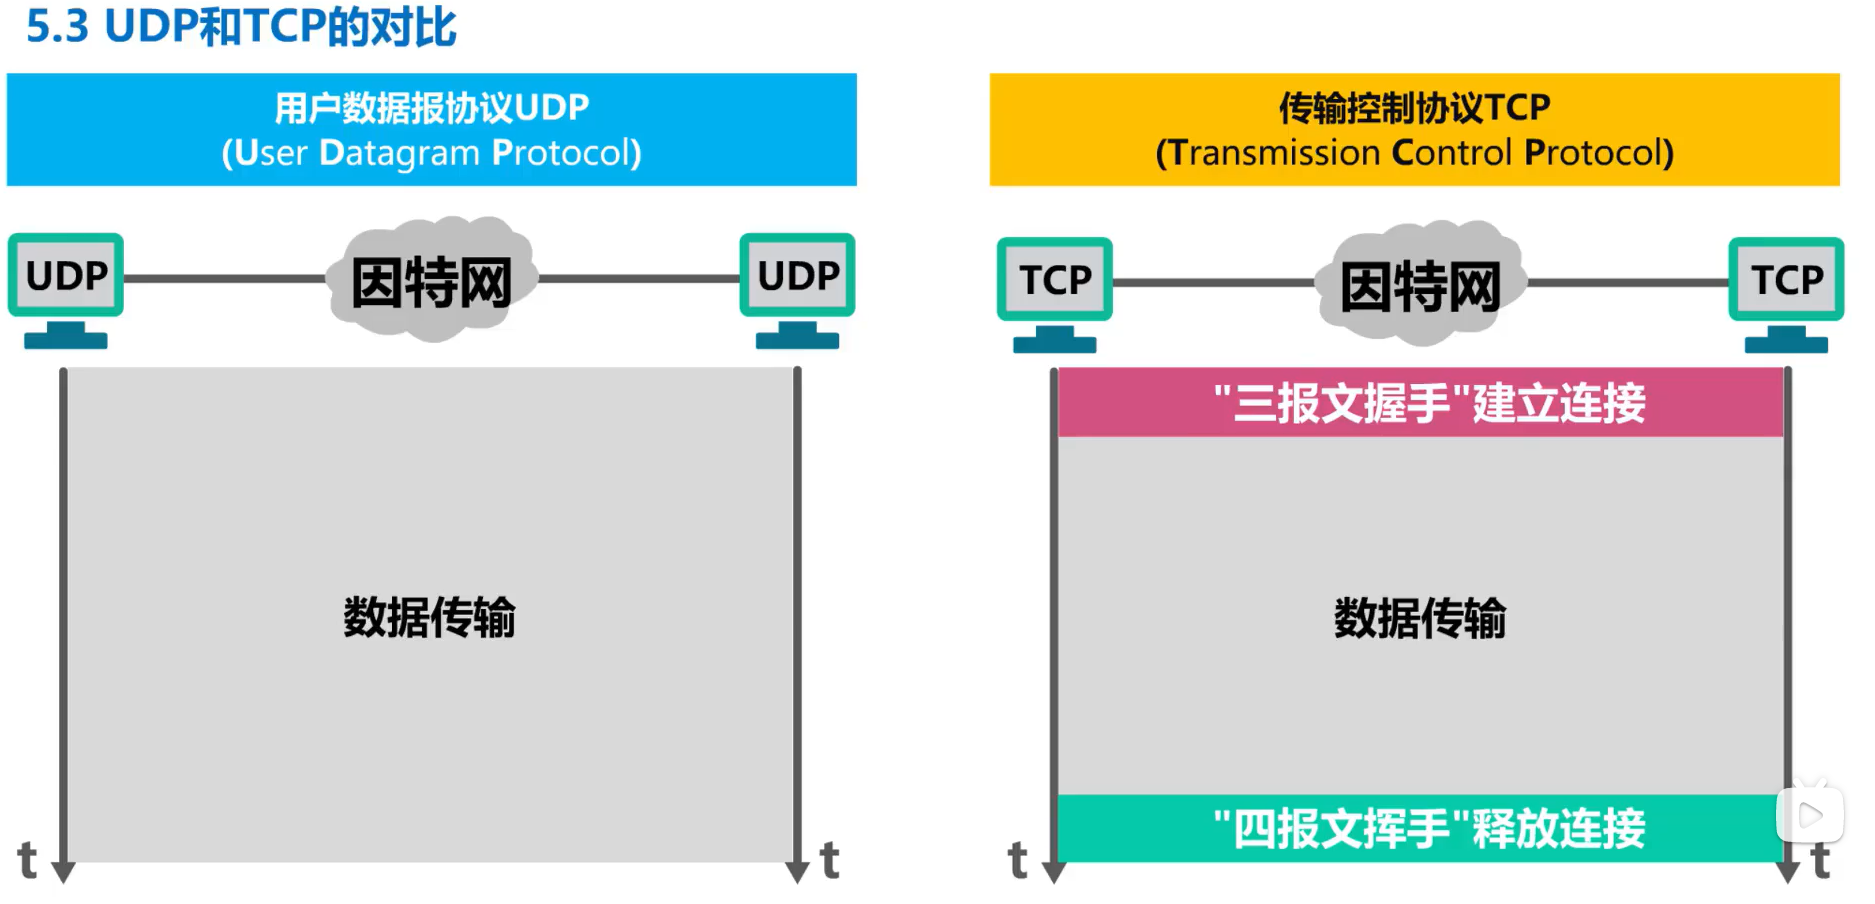 5.3 UDP和TCP的对比
用户数据报协议UDP
(User Datagram Protocol)
UDP
因特网
UDP
数据传输
t
t
传输控制协议TCP
(Transmission Control Protocol)
TCP
因特网
TCP
"三报文握手"建立连接
数据传输
"四报文挥手"释放连接
t
t